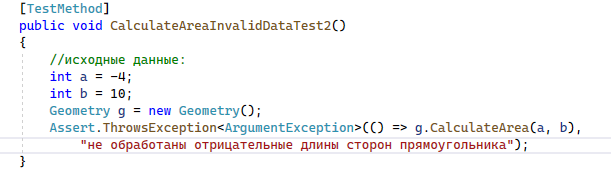 [TestMethod]
public void CalculateAreaInvalidDataTest2()
{
//исходные данные:
int a = -4;
int b = 10;
Geometry g = new Geometry();
Assert.ThrowsException<ArgumentException>(() => g.CalculateArea(a, b),
"не обработаны отрицательные длины сторон прямоугольника");
}